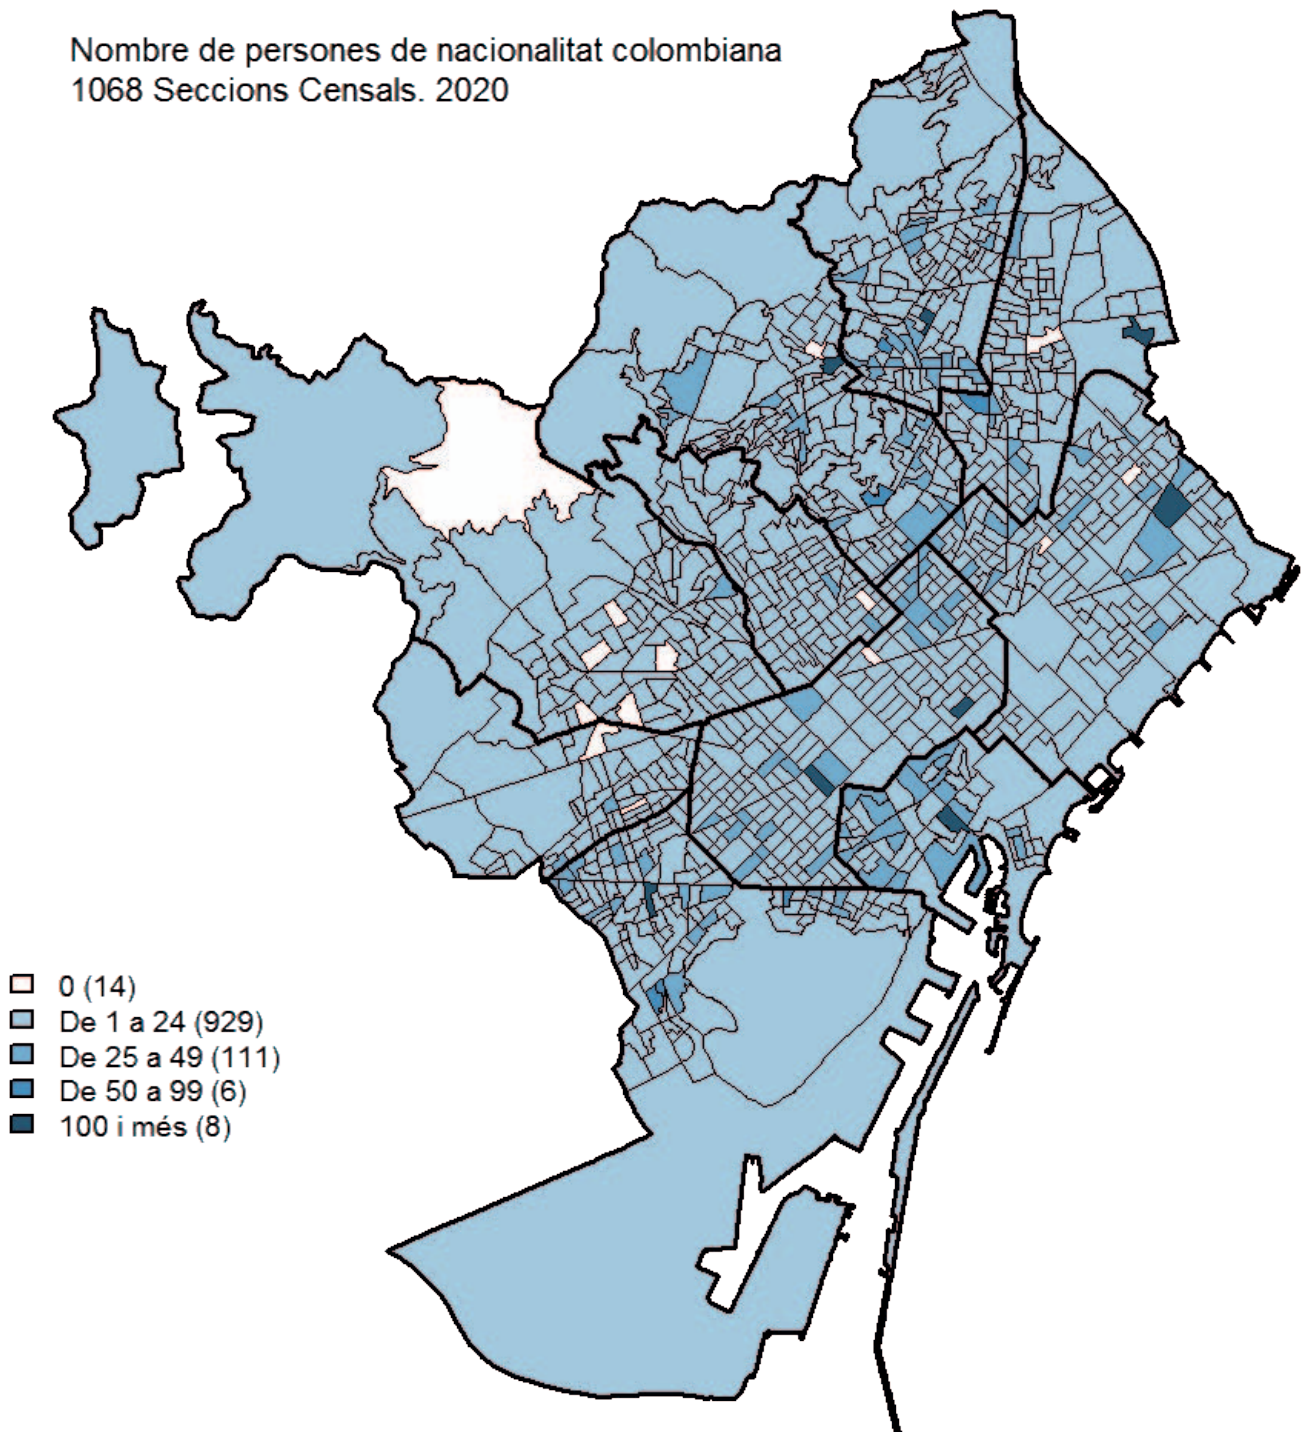 Nombre de persones de nacionalitat colombiana
1068 Seccions Censals. 2020
0 (14)
De 1 a 24 (929)
De 25 a 49 (111)
De 50 a 99 (6)
100 i més (8)